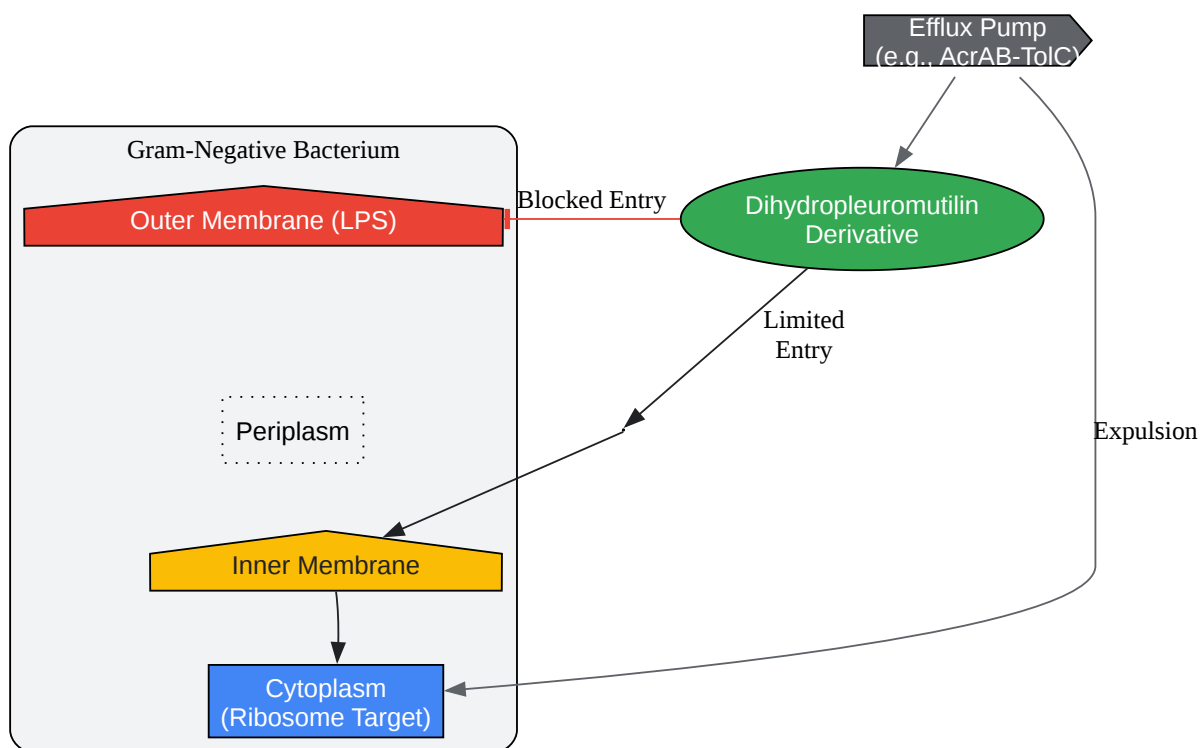 Efflux Pump
(e.g., AcrAB-TolC)
Gram-Negative Bacterium
Outer Membrane (LPS)
Blocked Entry
Dihydropleuromutilin
Derivative
Limited
Entry
Periplasm
Expulsion
Inner Membrane
Cytoplasm
(Ribosome Target)